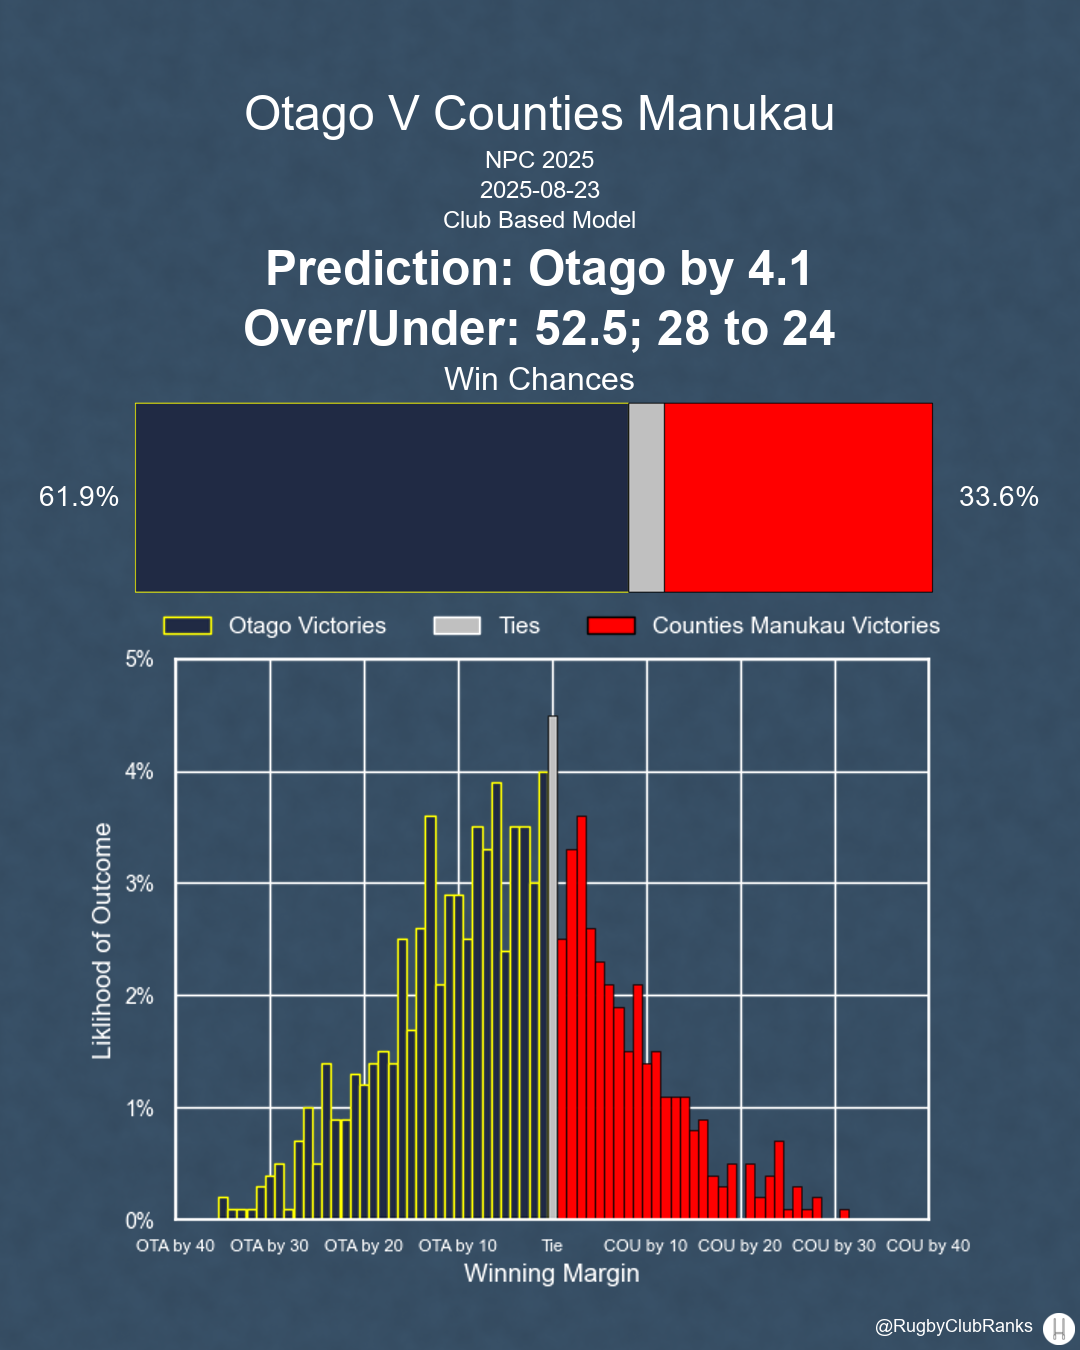 Otago V Counties Manukau
NPC 2025
2025-08-23
Club Based Model
Prediction: Otago by 4.1
Over/Under: 52.5; 28 to 24
Win Chances
61.9%
33.6%
Otago Victories
Ties
Counties Manukau Victories
5%
4%
3%
2%
1%
0%
Liklihood of Outcome
OTA by 40 OTA by 30 OTA by 20 OTA by 10 Tie COU by 10 COU by 20 COU by 30 COU by 40
Winning Margin
@RugbyClubRanks